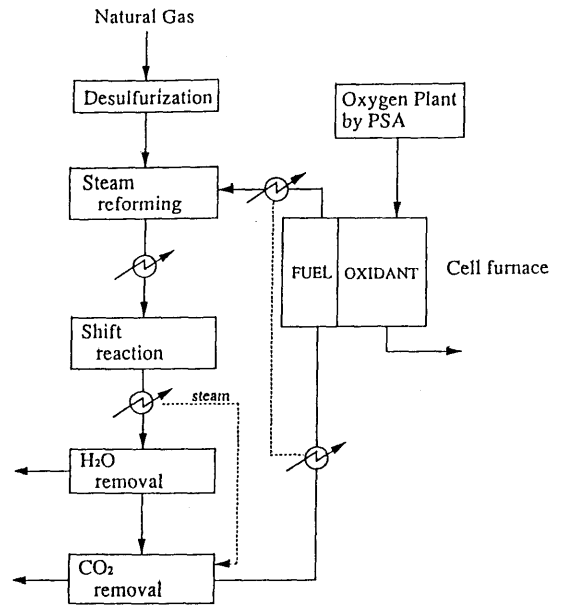 Natural Gas
Desulfurization
Oxygen Plant
by PSA
Steam
reforming
FUEL
OXIDANT
Cell furnace
Shift
reaction
steam
H₂O
removal
CO₂
removal